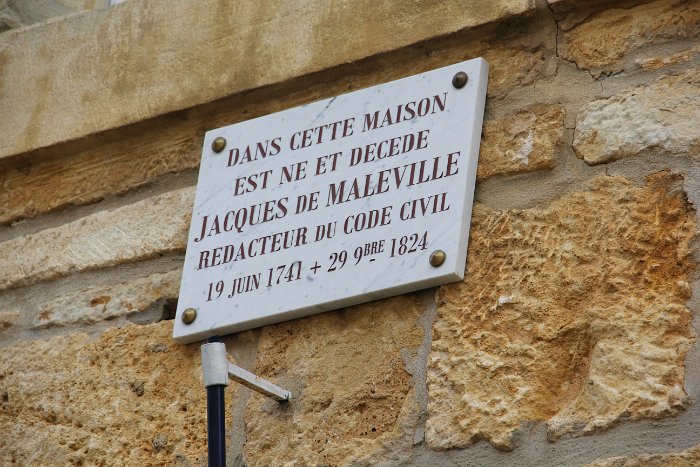 DANS CETTE MAISON
EST NE ET DECEDE
JACQUES DE MALEVILLE
REDACTEUR DU CODE CIVIL
19 JUIN 1741 + 29 9BRE 1824